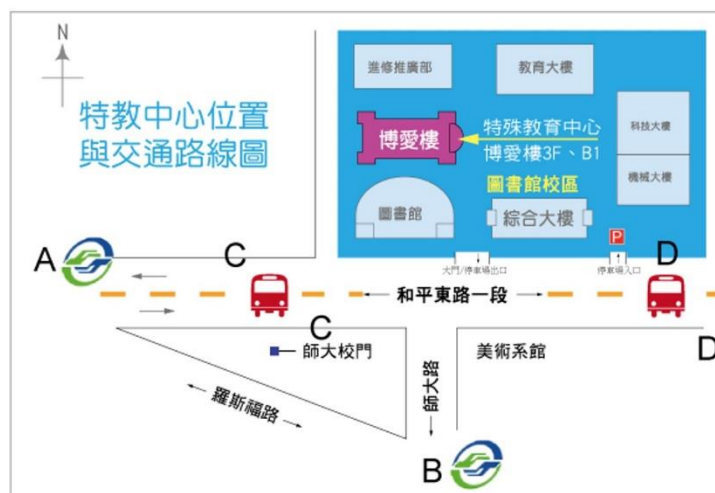 N
特教中心位置
與交通路線圖
進修推廣部
教育大樓
博愛樓
特殊教育中心
博愛樓3F、B1
科技大樓
機械大樓
圖書館校區
圖書館
綜合大樓
P
A
C
大門/停車場出口
停車場入口
D
和平東路一段
C
師大校門
美術系館
D
羅斯福路
師大路
B